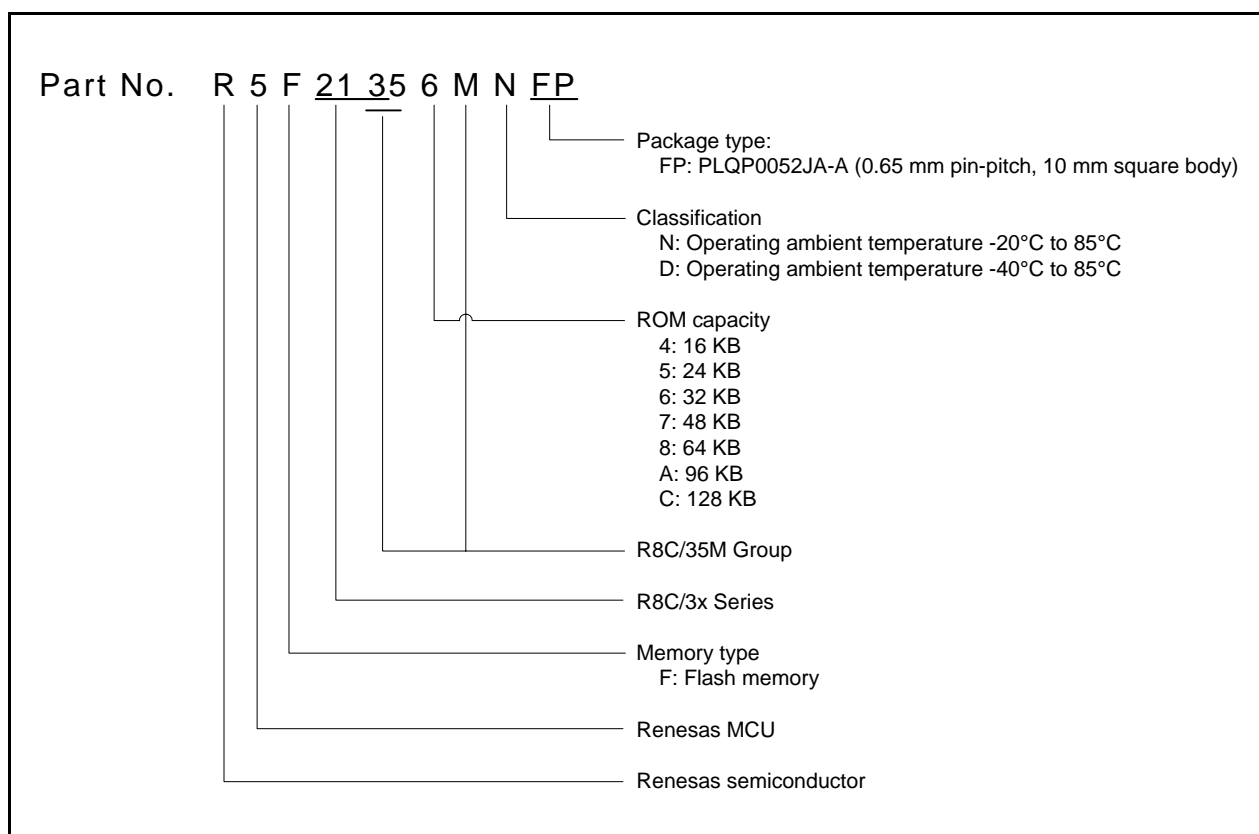 Part No. R 5 F 21 35 6 M N FP
Package type:
FP: PLQP0052JA-A (0.65 mm pin-pitch, 10 mm square body)
Classification
N: Operating ambient temperature -20°C to 85°C
D: Operating ambient temperature -40°C to 85°C
ROM capacity
4: 16 KB
5: 24 KB
6: 32 KB
7: 48 KB
8: 64 KB
A: 96 KB
C: 128 KB
R8C/35M Group
R8C/3x Series
Memory type
F: Flash memory
Renesas MCU
Renesas semiconductor